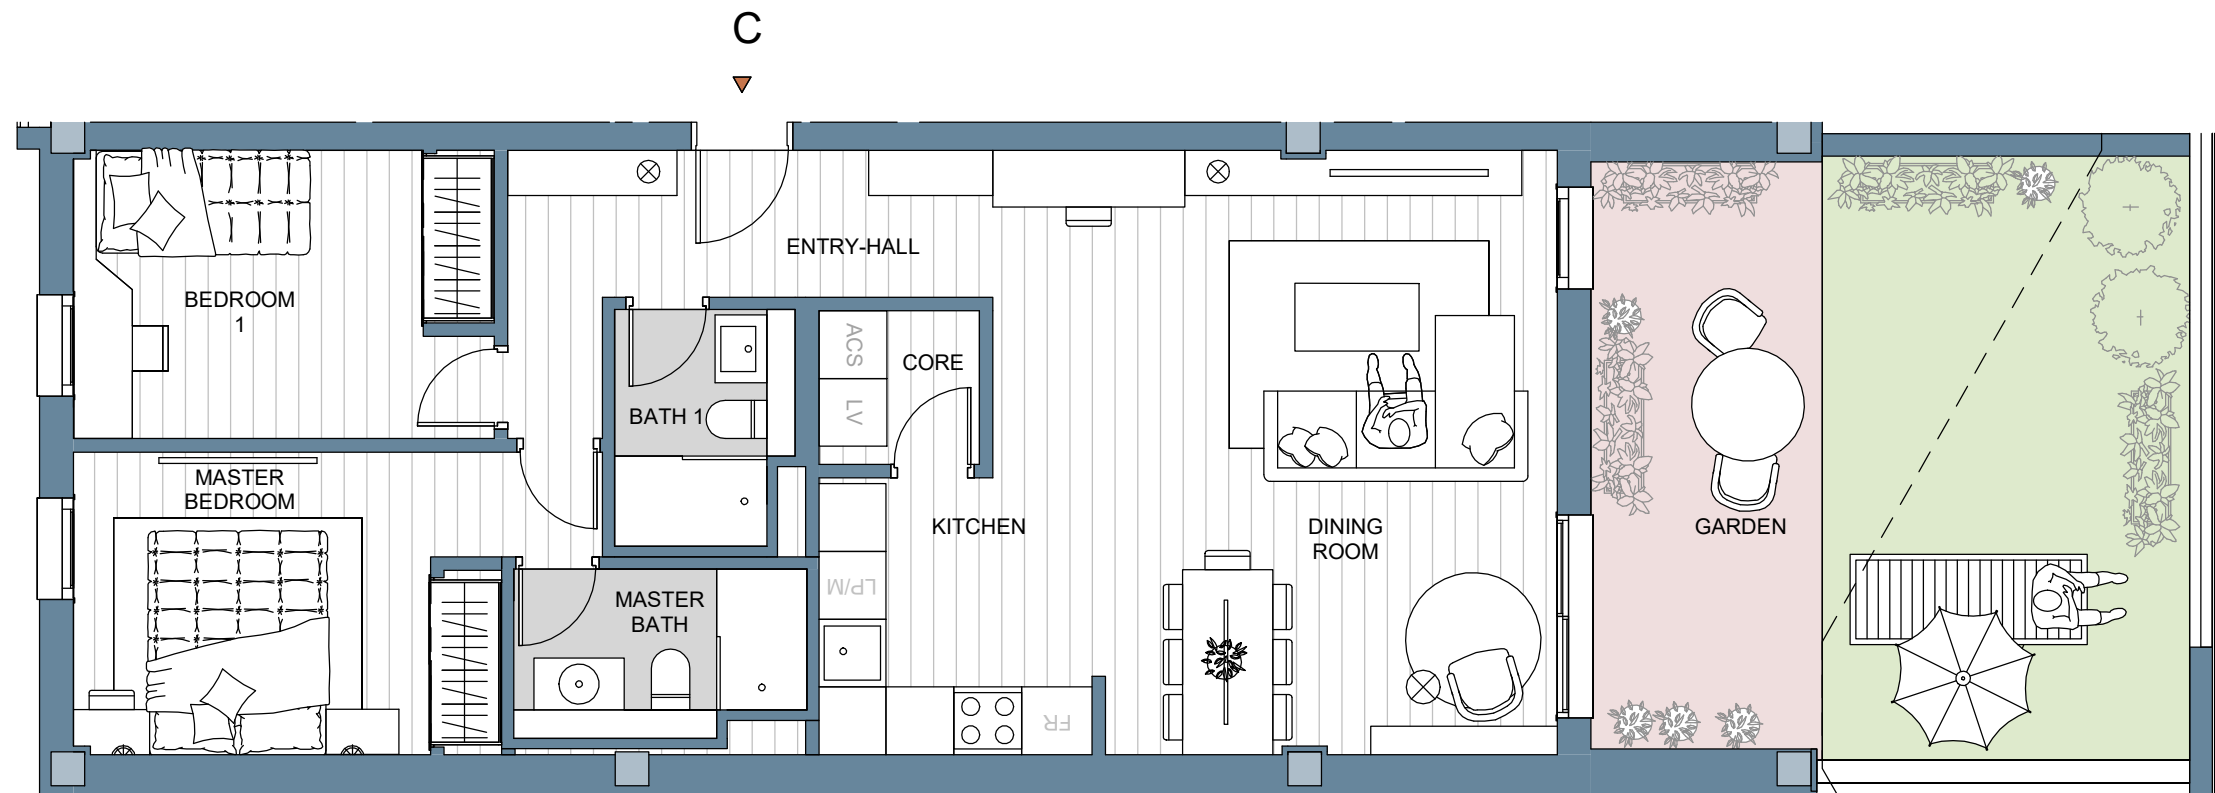 C
ENTRY-HALL
BEDROOM
1
ACS
CORE
LV
BATH 1
MASTER
BEDROOM
KITCHEN
DINING
ROOM
GARDEN
LP/M
MASTER
BATH
FR